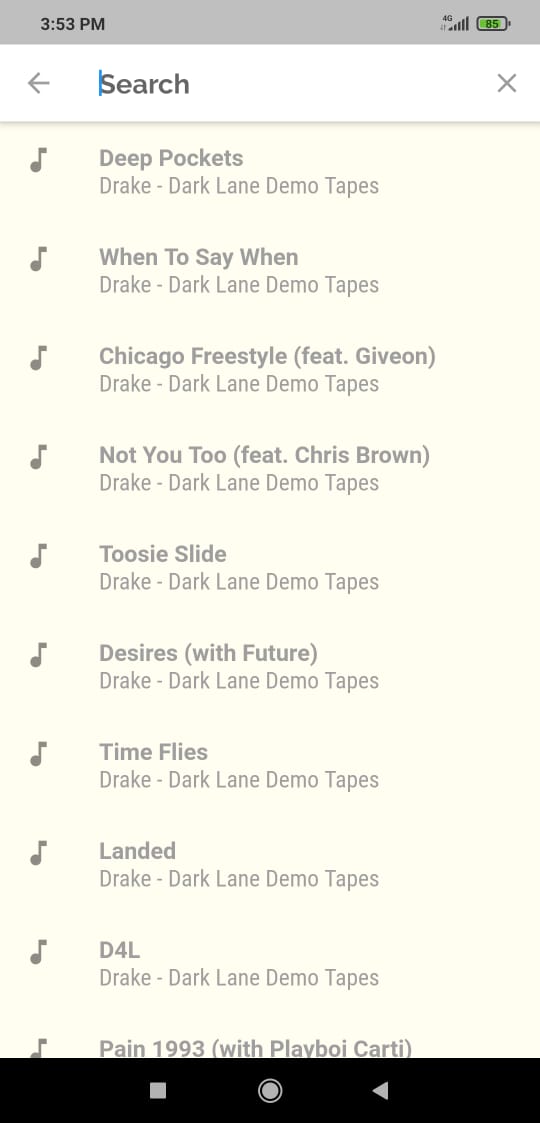 3:53 PM
4G
85
Search
Deep Pockets
Drake - Dark Lane Demo Tapes
When To Say When
Drake - Dark Lane Demo Tapes
Chicago Freestyle (feat. Giveon)
Drake - Dark Lane Demo Tapes
Not You Too (feat. Chris Brown)
Drake - Dark Lane Demo Tapes
Toosie Slide
Drake - Dark Lane Demo Tapes
Desires (with Future)
Drake - Dark Lane Demo Tapes
Time Flies
Drake - Dark Lane Demo Tapes
Landed
Drake - Dark Lane Demo Tapes
D4L
Drake - Dark Lane Demo Tapes
Pain 1993 (with Playboi Carti)